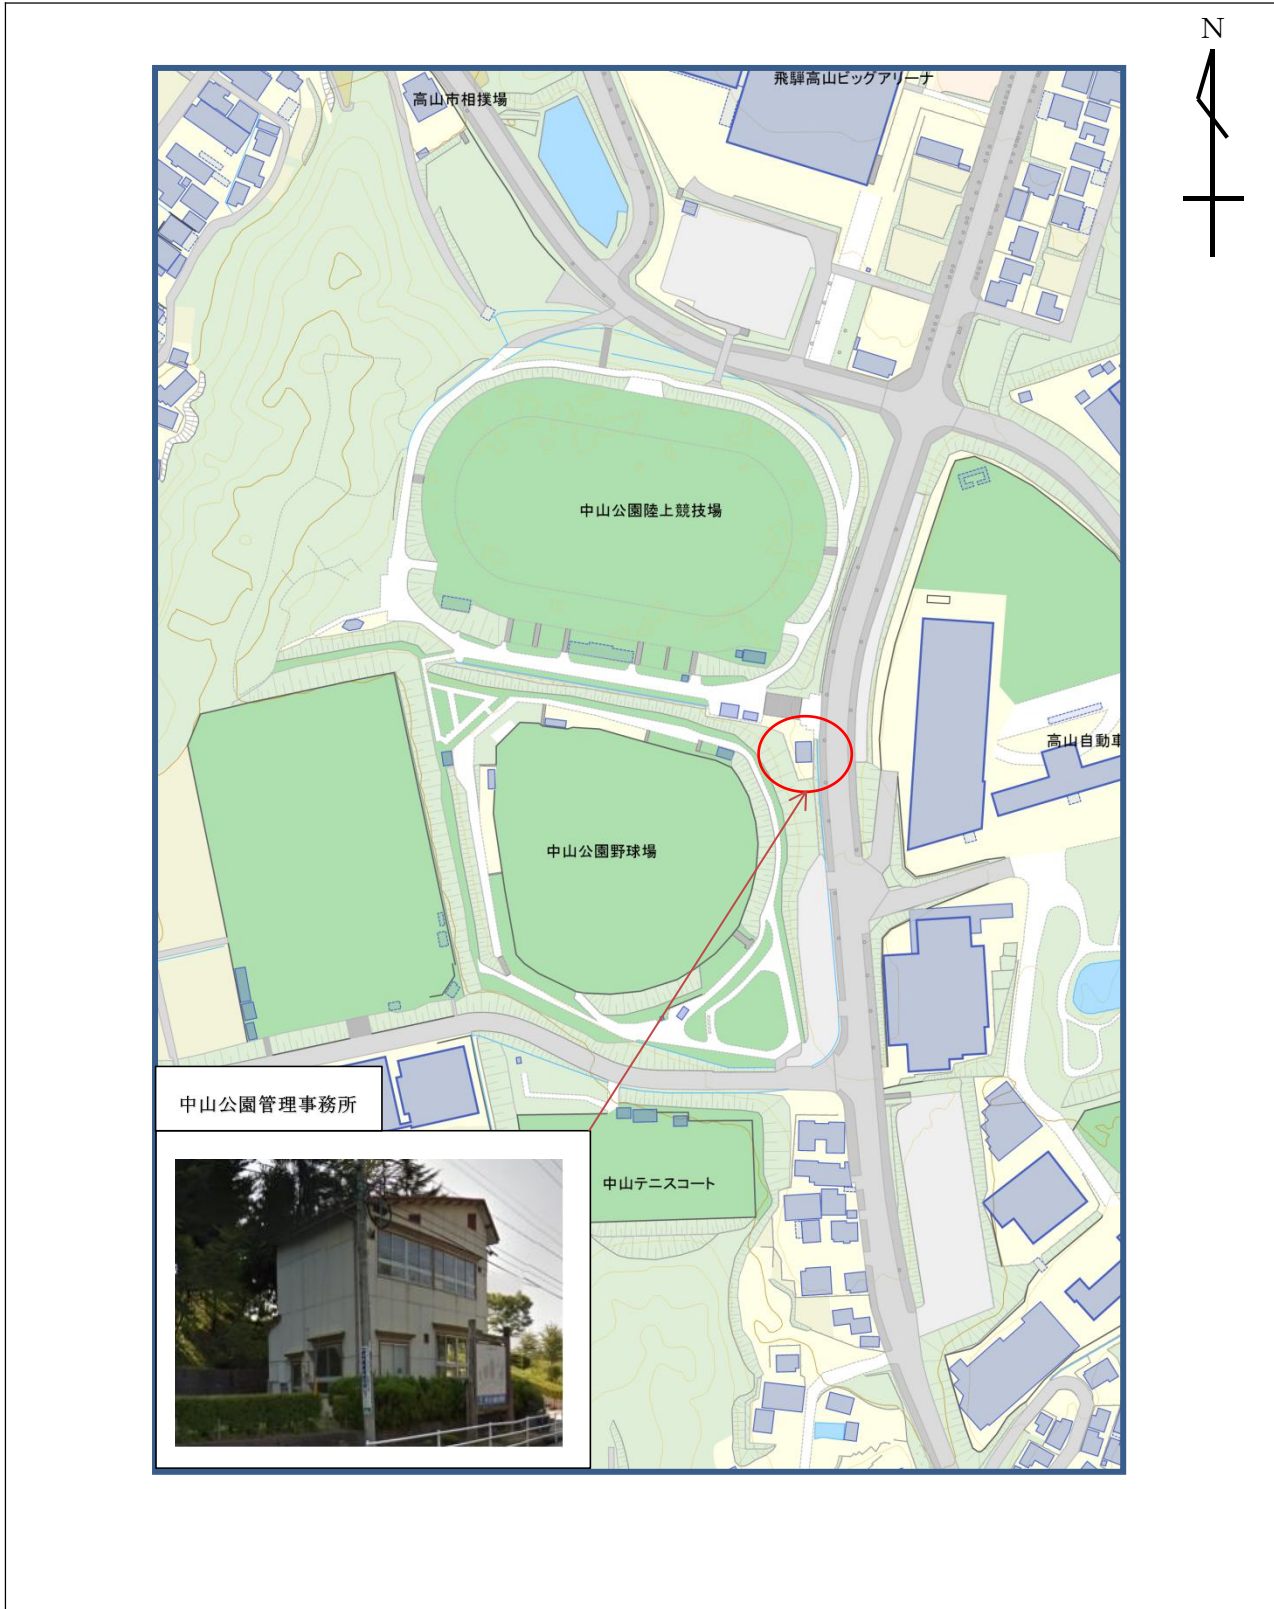 N
飛騨高山ビッグアリーナ
高山市相撲場
中山公園陸上競技場
高山自動車
中山公園野球場
中山公園管理事務所
中山テニスコート